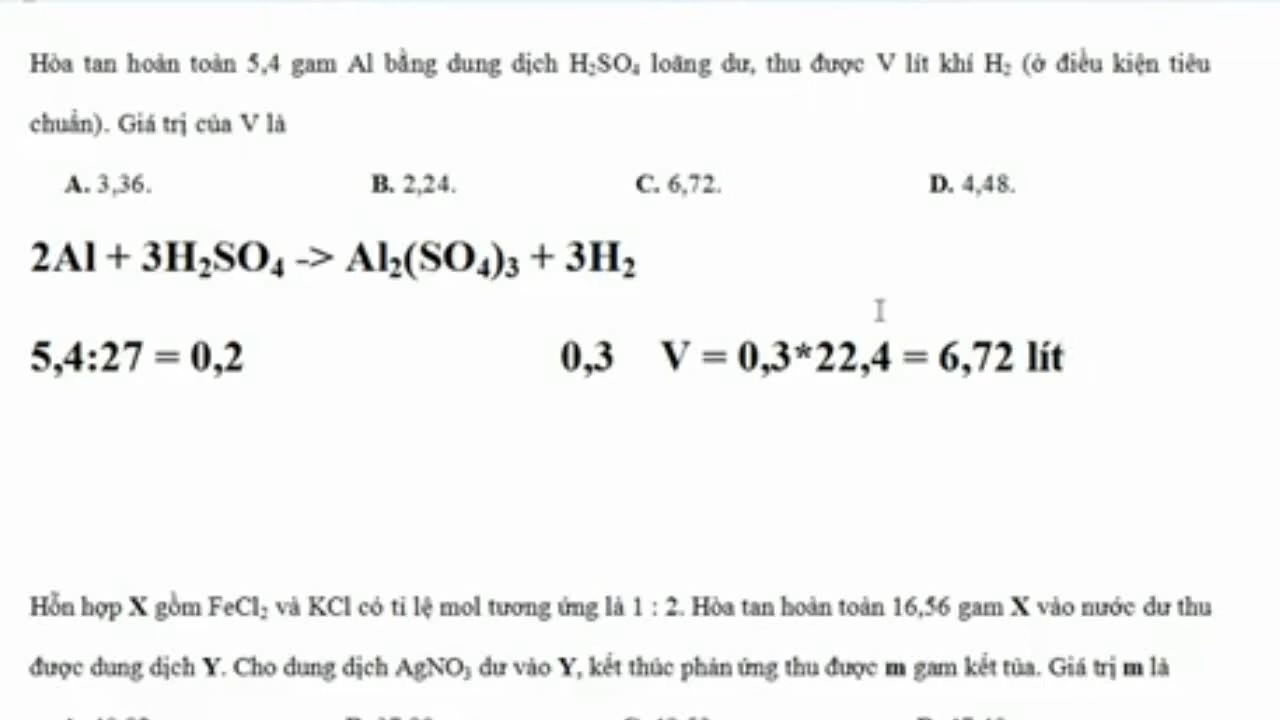 Hòa tan hoàn toàn 5,4 gam Al bằng dung dịch H₂SO₄ loãng dư, thu được V lít khí H₂ (ở điều kiện tiêu
chuẩn). Giá trị của V là
A. 3,36. B. 2,24. C. 6,72. D. 4,48.
2Al + 3H₂SO₄ -> Al₂(SO₄)₃ + 3H₂
5,4:27 = 0,2 0,3 V = 0,3*22,4 = 6,72 lít
Hỗn hợp X gồm FeCl₂ và KCl có tỉ lệ mol tương ứng là 1 : 2. Hòa tan hoàn toàn 16,56 gam X vào nước dư thu
được dung dịch Y. Cho dung dịch AgNO₃ dư vào Y, kết thúc phản ứng thu được m gam kết tủa. Giá trị m là